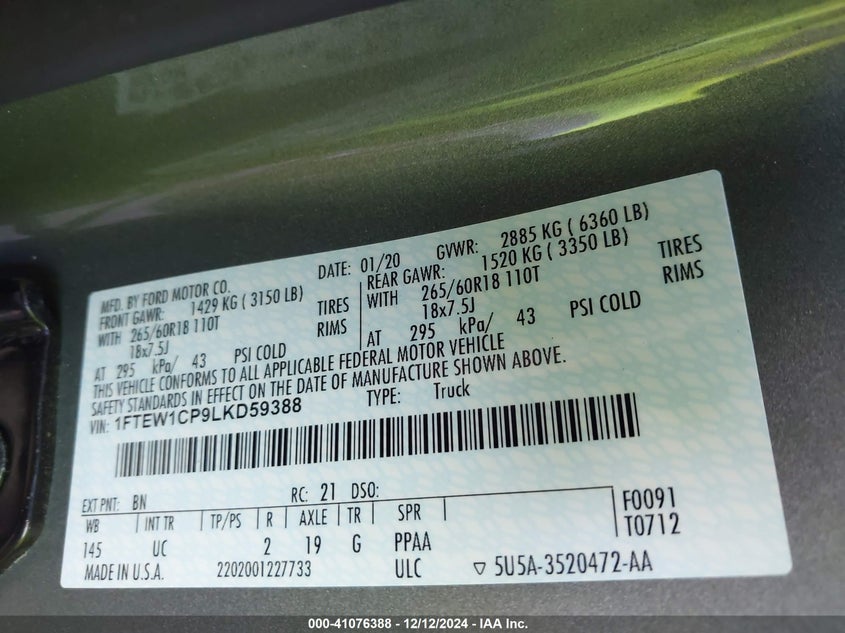 MFD. BY FORD MOTOR CO.
DATE: 01/20 GVWR: 2885 KG ( 6360 LB)
FRONT GAWR: 1429 KG ( 3150 LB)
REAR GAWR: 1520 KG ( 3350 LB)
WITH 265/60R18 110T TIRES
WITH 265/60R18 110T TIRES
18x7.5J RIMS
18x7.5J RIMS
AT 295 kPa/ 43 PSI COLD
AT 295 kPa/ 43 PSI COLD
THIS VEHICLE CONFORMS TO ALL APPLICABLE FEDERAL MOTOR VEHICLE
SAFETY STANDARDS IN EFFECT ON THE DATE OF MANUFACTURE SHOWN ABOVE.
VIN: 1FTEW1CP9LKD59388 TYPE: Truck
EXT PNT: BN RC: 21 DSO:
WB INT TR TP/PS R AXLE TR SPR F0091
145 UC 2 19 G PPAA T0712
MADE IN U.S.A. 2202001227733 ULC ▽ 5U5A-3520472-AA
000-41076388 - 12/12/2024 - IAA Inc.